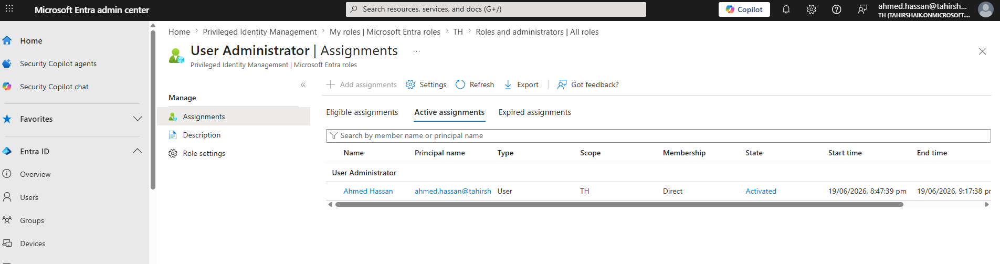 Microsoft Entra admin center
Search resources, services, and docs (G+/)
Copilot
ahmed.hassan@tahirsh...
TH (TAHIRSHAIK.ONMICROSOFT....
Home
Security Copilot agents
Security Copilot chat
Favorites
Entra ID
Overview
Users
Groups
Devices
Home > Privileged Identity Management > My roles | Microsoft Entra roles > TH > Roles and administrators | All roles
User Administrator | Assignments ...
Privileged Identity Management | Microsoft Entra roles
Manage
Assignments
Description
Role settings
Add assignments Settings Refresh Export Got feedback?
Eligible assignments Active assignments Expired assignments
Search by member name or principal name
Name Principal name Type Scope Membership State Start time End time
User Administrator
Ahmed Hassan ahmed.hassan@tahirsh User TH Direct Activated 19/06/2026, 8:47:39 pm 19/06/2026, 9:17:38 pm